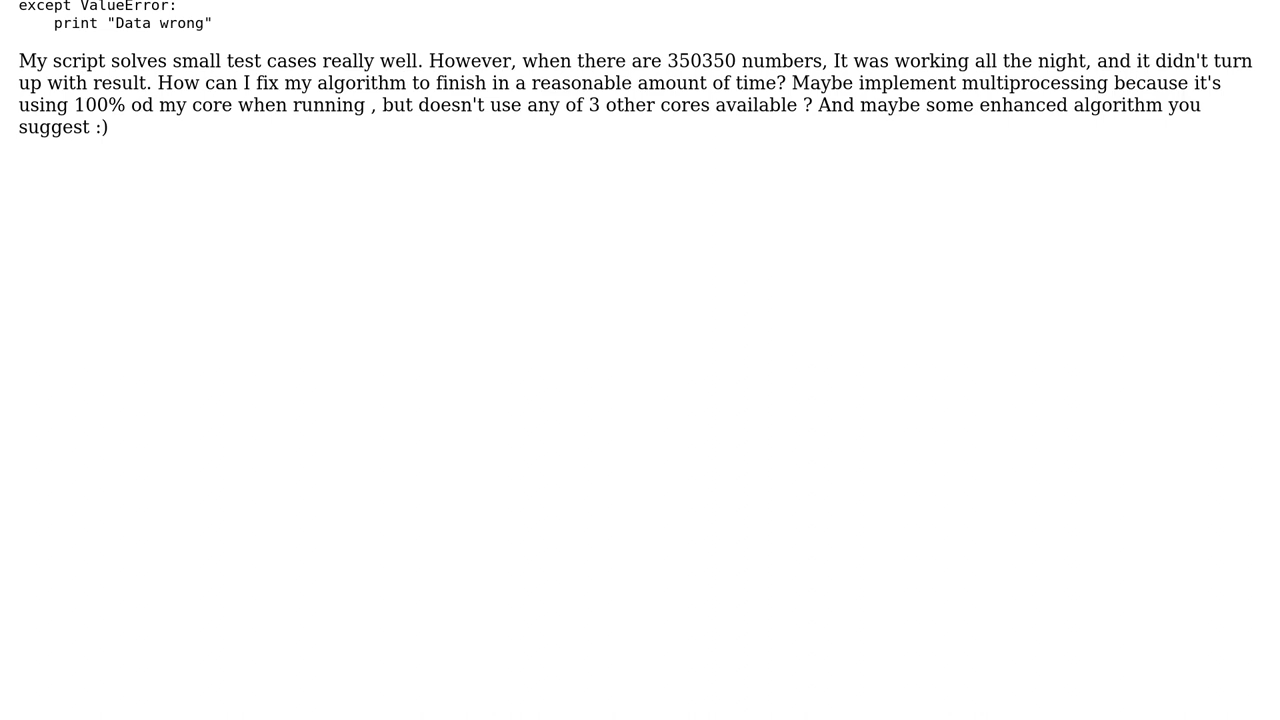 except ValueError:
    print "Data wrong"
My script solves small test cases really well. However, when there are 350350 numbers, It was working all the night, and it didn't turn
up with result. How can I fix my algorithm to finish in a reasonable amount of time? Maybe implement multiprocessing because it's
using 100% od my core when running , but doesn't use any of 3 other cores available ? And maybe some enhanced algorithm you
suggest :)